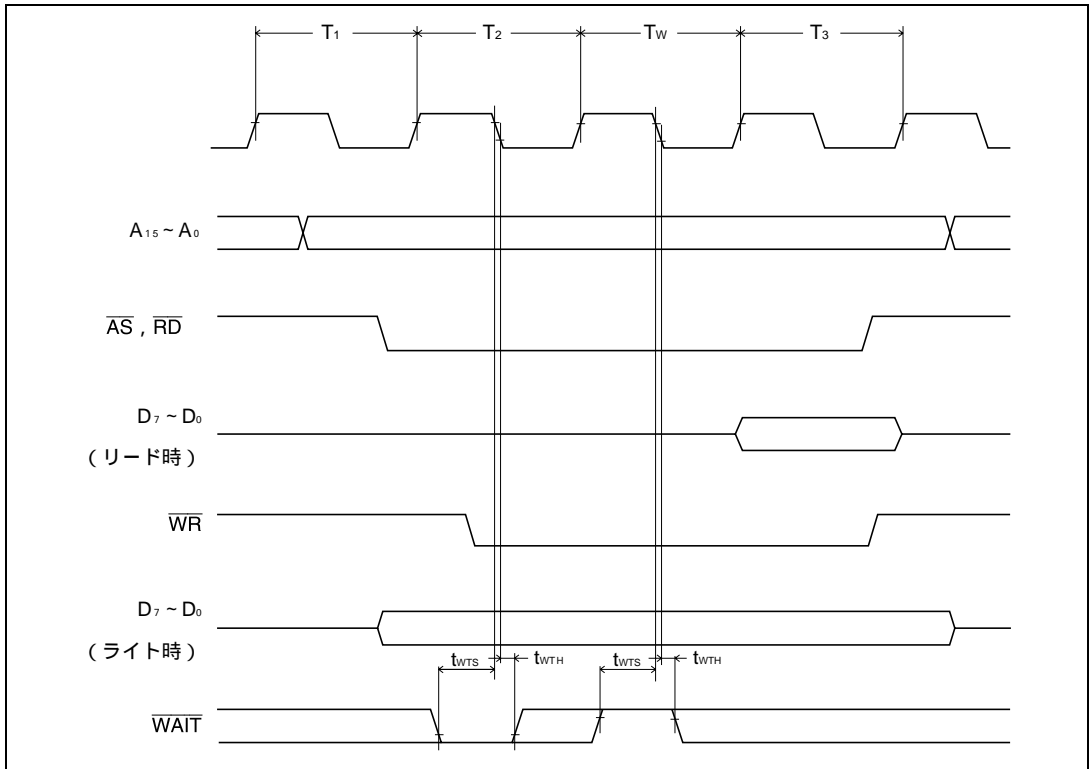 T1 T2 TW T3
A15~A0
AS , RD
D7~D0
(リード時)
WR
D7~D0
(ライト時)
tWTS tWTH tWTS tWTH
WAIT